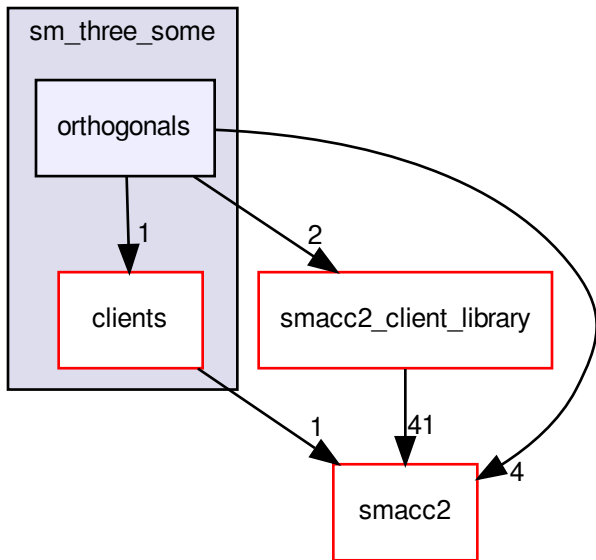 sm_three_some
orthogonals
1
2
clients
smacc2_client_library
1
41
4
smacc2